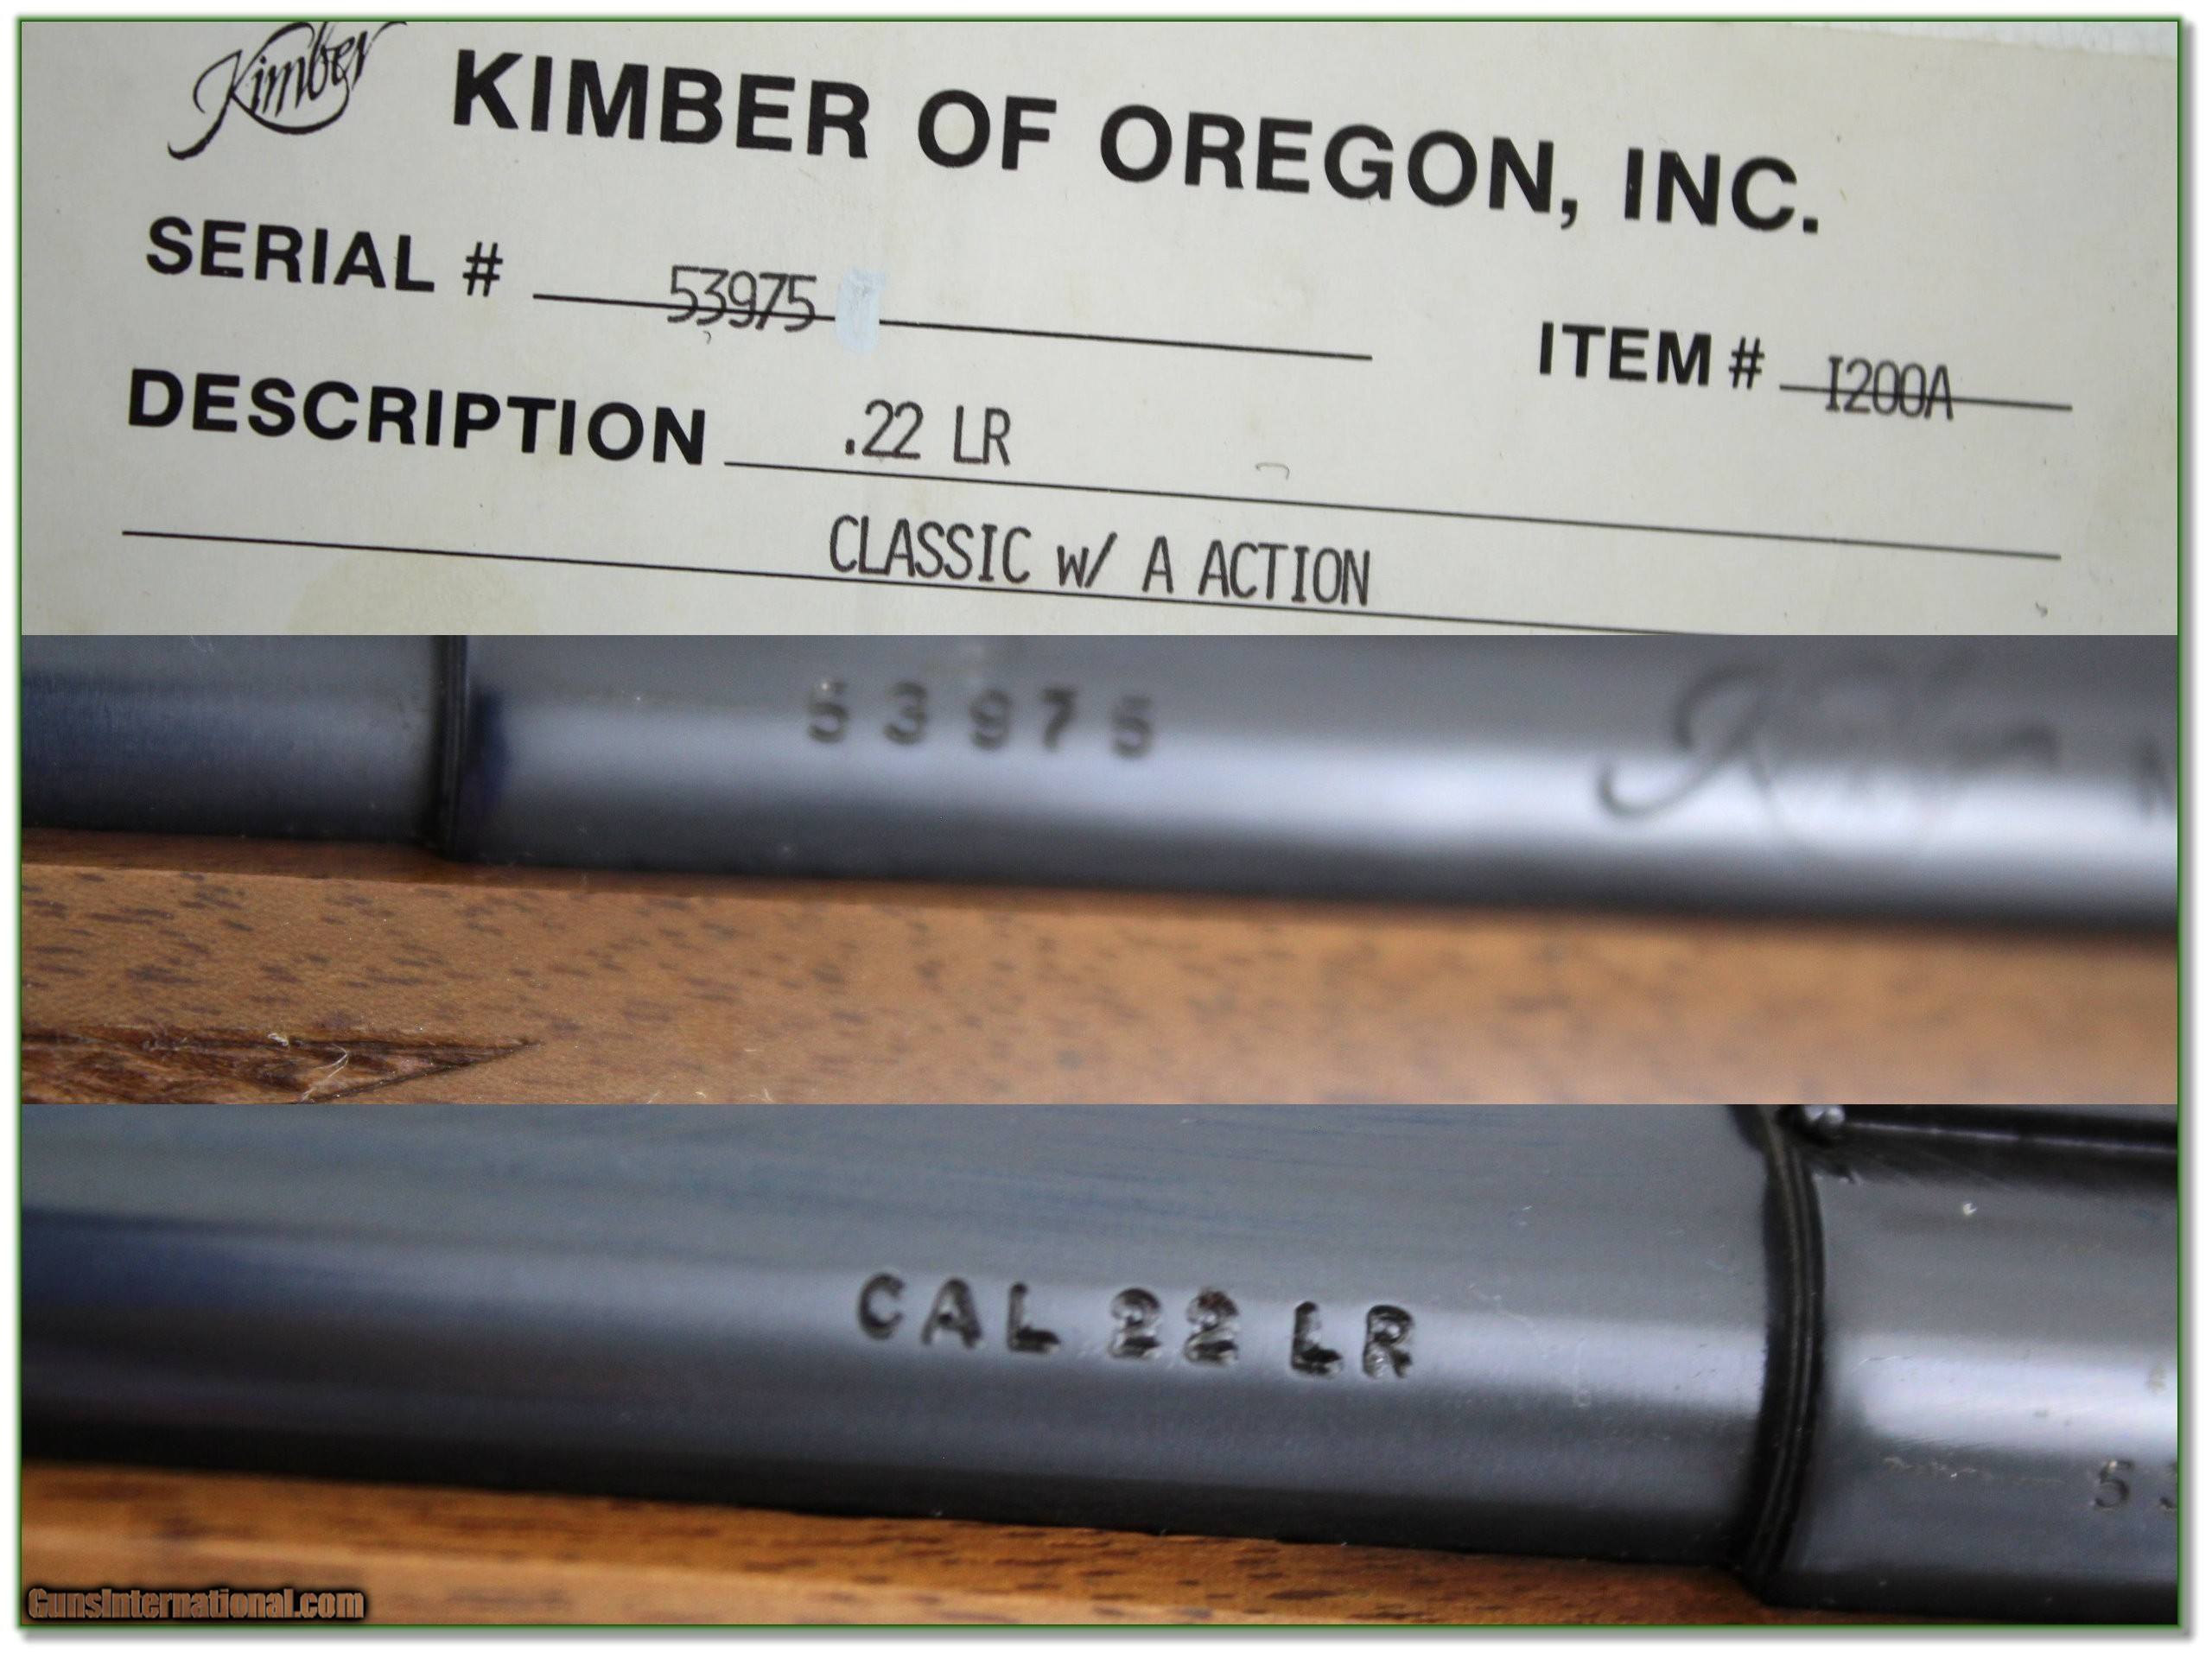 Kimber KIMBER OF OREGON, INC.
SERIAL # 53975
ITEM # I200A
DESCRIPTION .22 LR
CLASSIC w/ A ACTION
53975
CAL 22 LR
53
GunsInternational.com